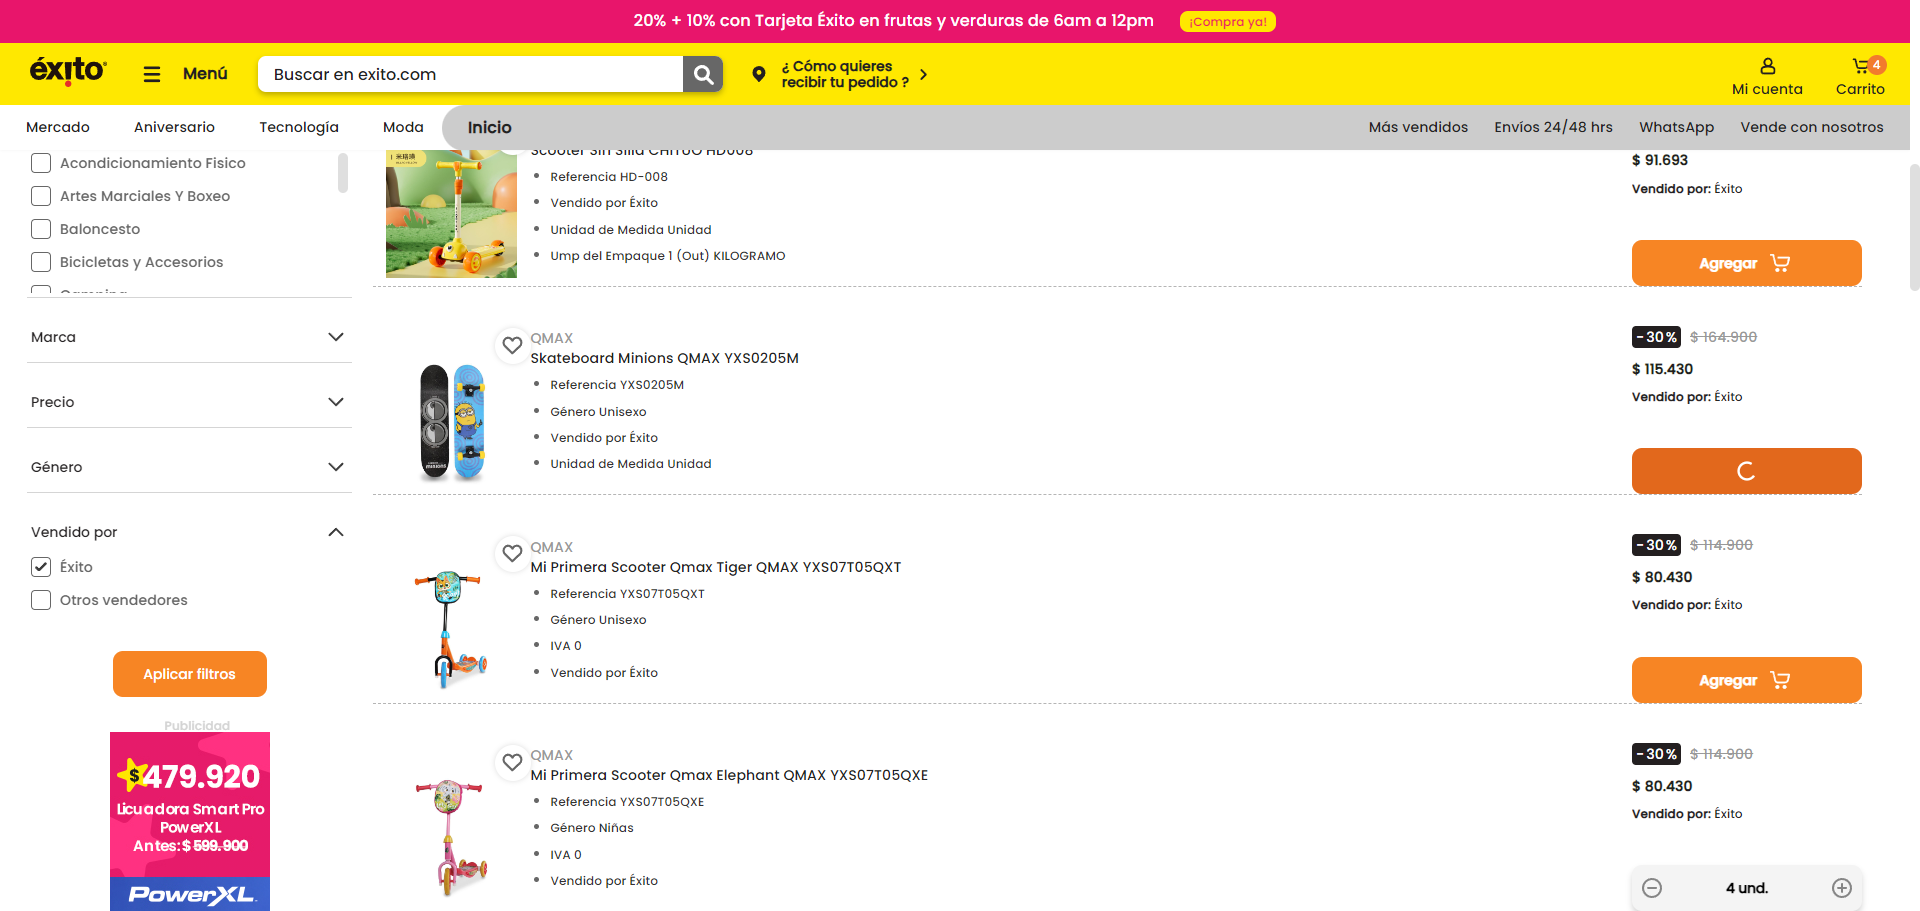 20% + 10% con Tarjeta Éxito en frutas y verduras de 6am a 12pm
¡Compra ya!
éxito
Menú
Buscar en exito.com
¿ Cómo quieres
recibir tu pedido ?
Mi cuenta
4
Carrito
Mercado
Aniversario
Tecnología
Moda
Inicio
Más vendidos
Envíos 24/48 hrs
WhatsApp
Vende con nosotros
Acondicionamiento Fisico
Artes Marciales Y Boxeo
Baloncesto
Bicicletas y Accesorios
Camping
Marca
Precio
Género
Vendido por
Éxito
Otros vendedores
Aplicar filtros
Publicidad
$479.920
Licuadora Smart Pro
PowerXL
Antes: $ 599.900
PowerXL
Scooter Sin Silla CHITUO HD008
Referencia HD-008
Vendido por Éxito
Unidad de Medida Unidad
Ump del Empaque 1 (Out) KILOGRAMO
$ 91.693
Vendido por: Éxito
Agregar
QMAX
Skateboard Minions QMAX YXS0205M
Referencia YXS0205M
Género Unisexo
Vendido por Éxito
Unidad de Medida Unidad
-30%
$ 164.900
$ 115.430
Vendido por: Éxito
QMAX
Mi Primera Scooter Qmax Tiger QMAX YXS07T05QXT
Referencia YXS07T05QXT
Género Unisexo
IVA 0
Vendido por Éxito
-30%
$ 114.900
$ 80.430
Vendido por: Éxito
Agregar
QMAX
Mi Primera Scooter Qmax Elephant QMAX YXS07T05QXE
Referencia YXS07T05QXE
Género Niñas
IVA 0
Vendido por Éxito
-30%
$ 114.900
$ 80.430
Vendido por: Éxito
4 und.